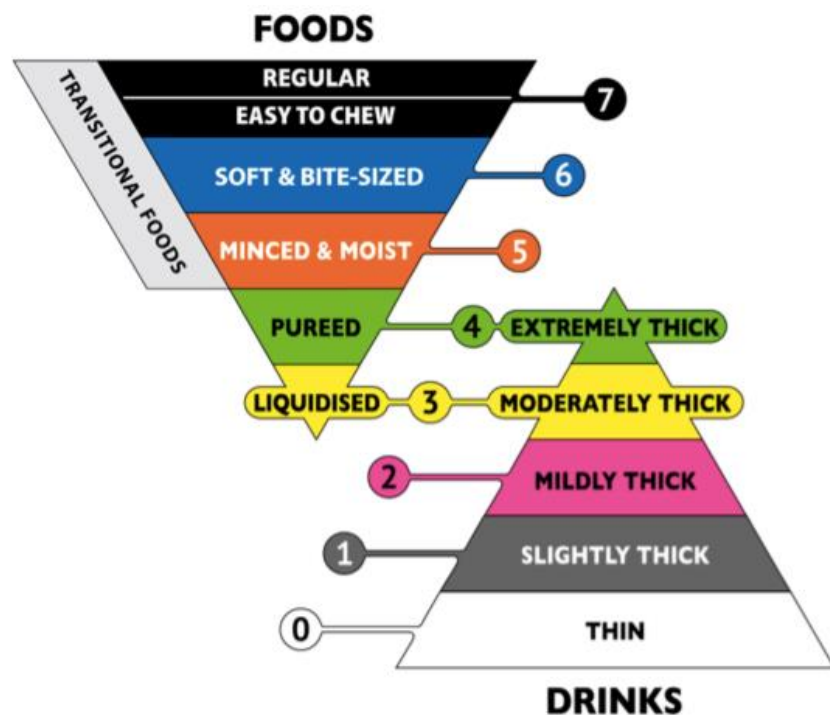 FOODS
TRANSITIONAL FOODS
REGULAR
EASY TO CHEW
7
SOFT & BITE-SIZED
6
MINCED & MOIST
5
PUREED
4
EXTREMELY THICK
LIQUIDISED
3
MODERATELY THICK
2
MILDLY THICK
1
SLIGHTLY THICK
0
THIN
DRINKS